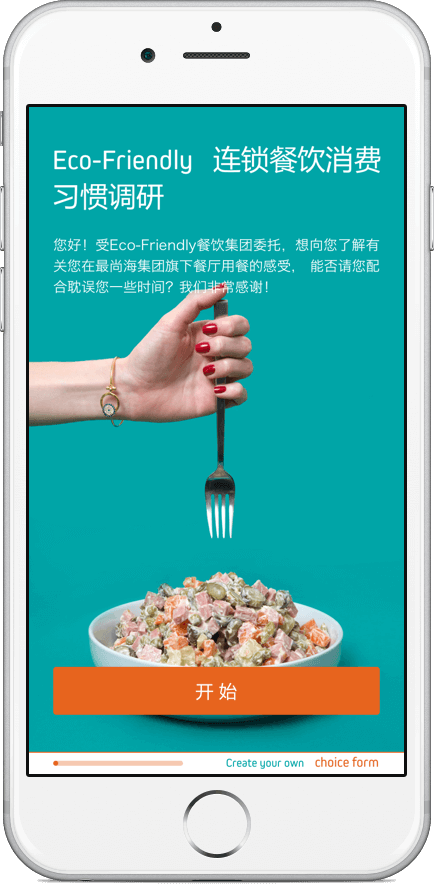 Eco-Friendly 连锁餐饮消费
习惯调研
您好！受Eco-Friendly餐饮集团委托，想向您了解有
关您在最尚海集团旗下餐厅用餐的感受， 能否请您配
合耽误您一些时间？我们非常感谢！
开 始
Create your own choice form